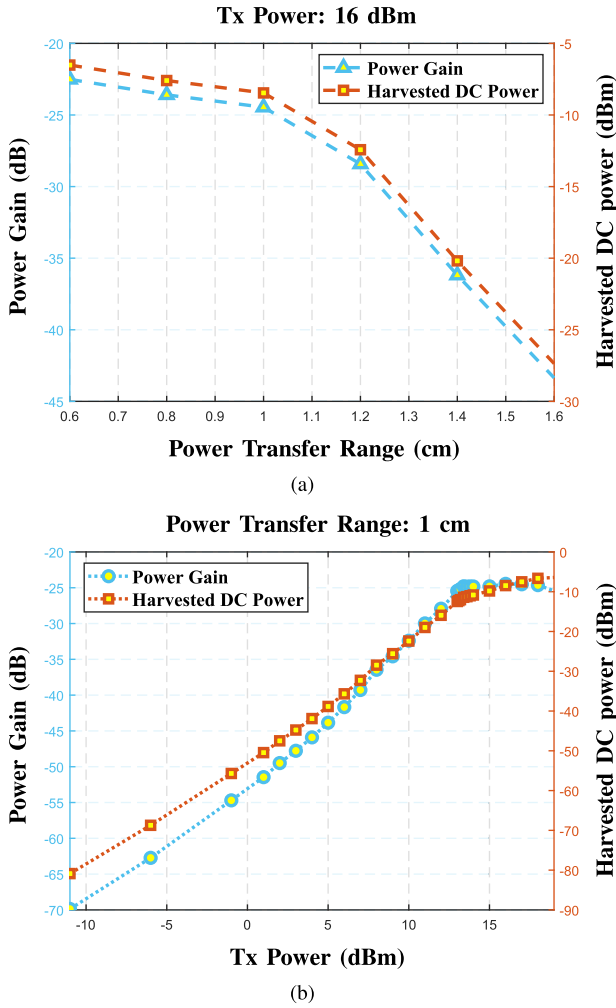 Tx Power: 16 dBm
-20
-25
-30
-35
-40
-45
Power Gain (dB)
Power Gain
Harvested DC Power
-5
-10
-15
-20
-25
-30
Harvested DC power (dBm)
0.6 0.7 0.8 0.9 1 1.1 1.2 1.3 1.4 1.5 1.6
Power Transfer Range (cm)
(a)
Power Transfer Range: 1 cm
-20
-25
-30
-35
-40
-45
-50
-55
-60
-65
-70
Power Gain (dB)
Power Gain
Harvested DC Power
0
-10
-20
-30
-40
-50
-60
-70
-80
-90
Harvested DC power (dBm)
-10 -5 0 5 10 15
Tx Power (dBm)
(b)